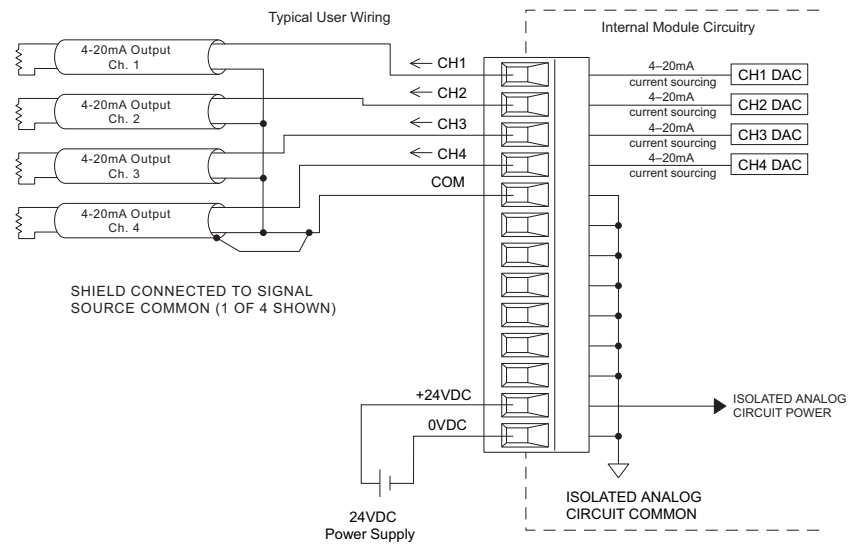 Typical User Wiring
Internal Module Circuitry
4-20mA Output
Ch. 1
4-20mA Output
Ch. 2
4-20mA Output
Ch. 3
4-20mA Output
Ch. 4
CH1
CH2
CH3
CH4
COM
4–20mA
current sourcing
CH1 DAC
4–20mA
current sourcing
CH2 DAC
4–20mA
current sourcing
CH3 DAC
4–20mA
current sourcing
CH4 DAC
SHIELD CONNECTED TO SIGNAL
SOURCE COMMON (1 OF 4 SHOWN)
+24VDC
0VDC
24VDC
Power Supply
ISOLATED ANALOG
CIRCUIT POWER
ISOLATED ANALOG
CIRCUIT COMMON